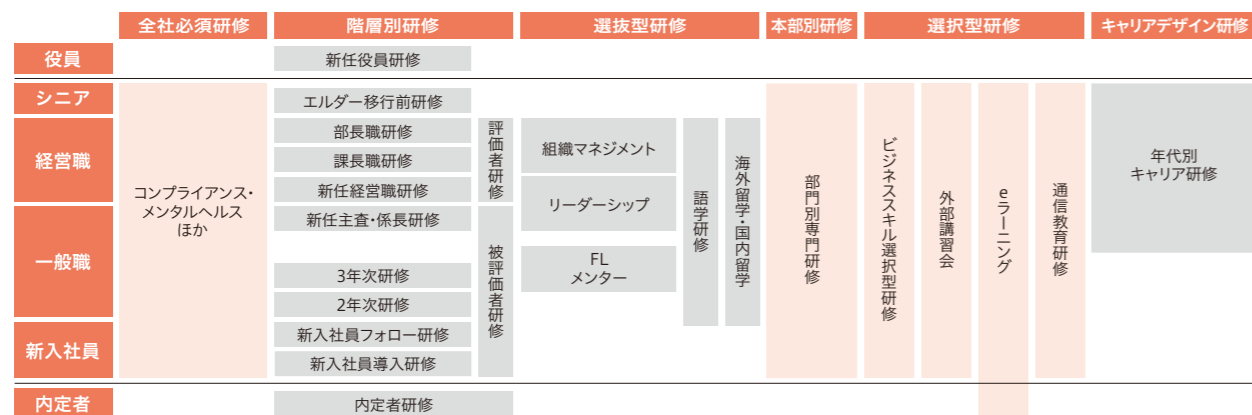 全社必須研修
階層別研修
選抜型研修
本部別研修
選択型研修
キャリアデザイン研修
役員
新任役員研修
シニア
経営職
一般職
新入社員
コンプライアンス・
メンタルヘルス
ほか
エルダー移行前研修
部長職研修
課長職研修
新任経営職研修
新任主査・係長研修
3年次研修
2年次研修
新入社員フォロー研修
新入社員導入研修
評価者研修
被評価者研修
組織マネジメント
リーダーシップ
FL
メンター
語学研修
海外留学・国内留学
部門別専門研修
ビジネススキル選択型研修
外部講習会
eラーニング
通信教育研修
年代別
キャリア研修
内定者
内定者研修